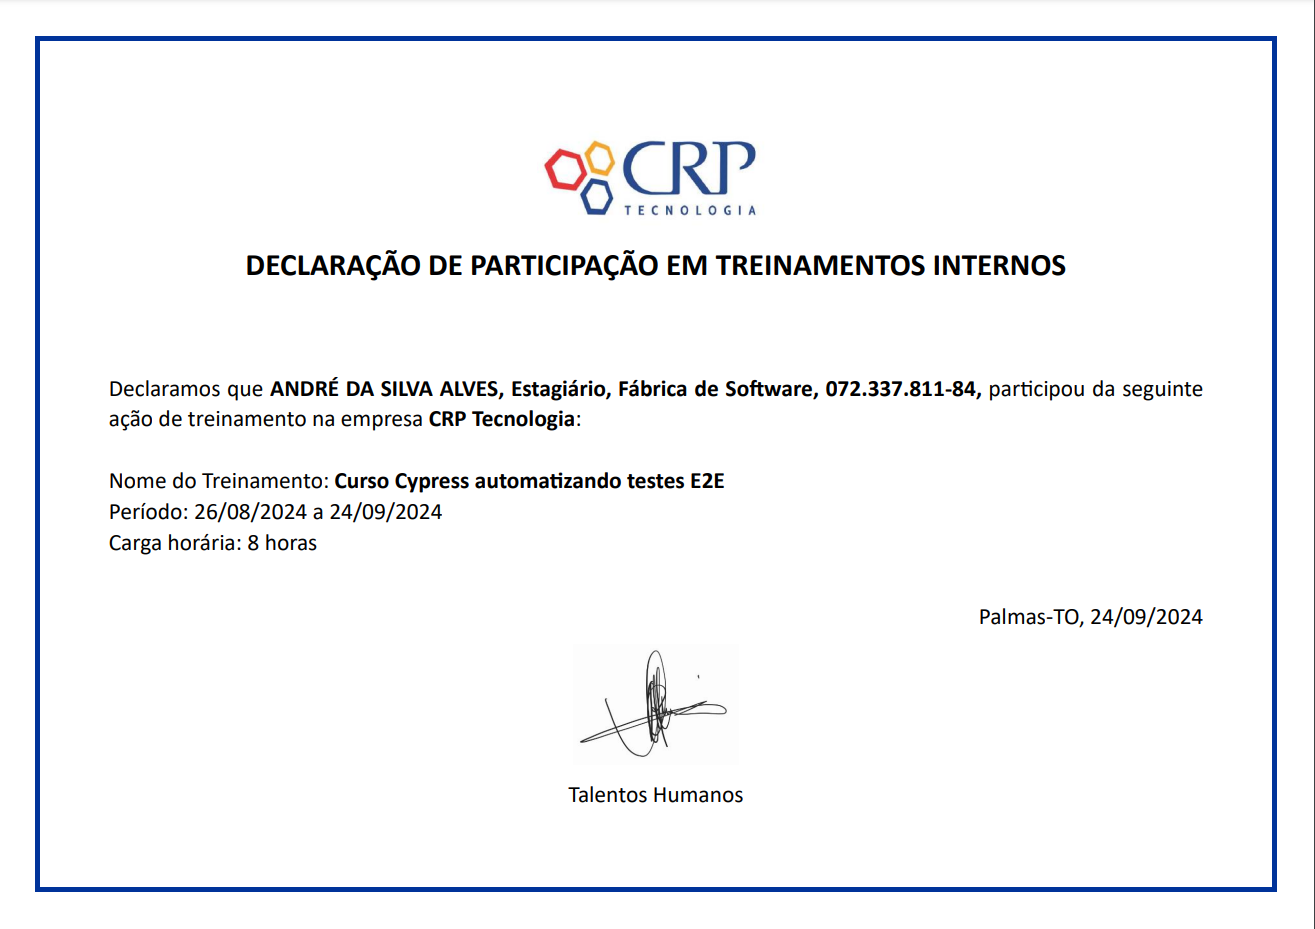 CRP
TECNOLOGIA
DECLARAÇÃO DE PARTICIPAÇÃO EM TREINAMENTOS INTERNOS
Declaramos que ANDRÉ DA SILVA ALVES, Estagiário, Fábrica de Software, 072.337.811-84, participou da seguinte
ação de treinamento na empresa CRP Tecnologia:
Nome do Treinamento: Curso Cypress automatizando testes E2E
Período: 26/08/2024 a 24/09/2024
Carga horária: 8 horas
Palmas-TO, 24/09/2024
Talentos Humanos